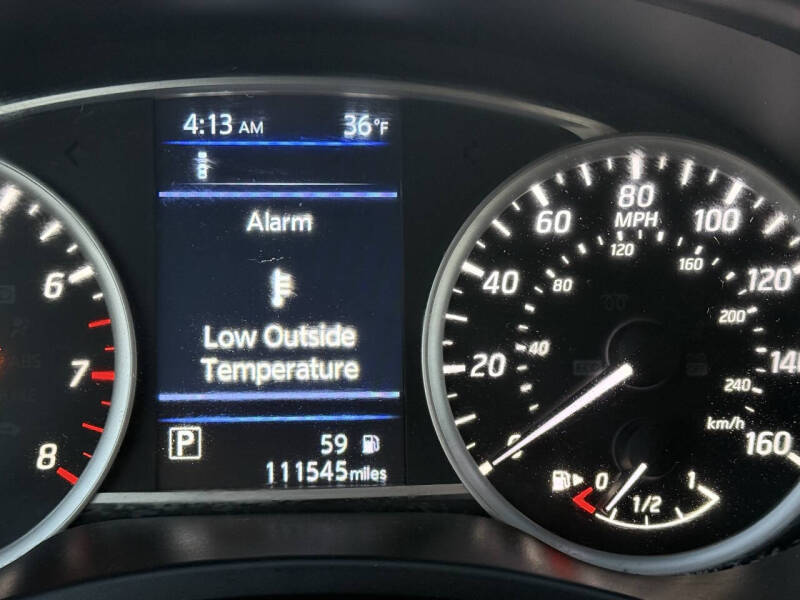 4:13 AM 36°F
Alarm
Low Outside
Temperature
P 59
111545 miles
6
7
8
0
20
40
60
80
100
120
140
160
MPH
40
80
120
160
200
240
km/h
0 1/2 1